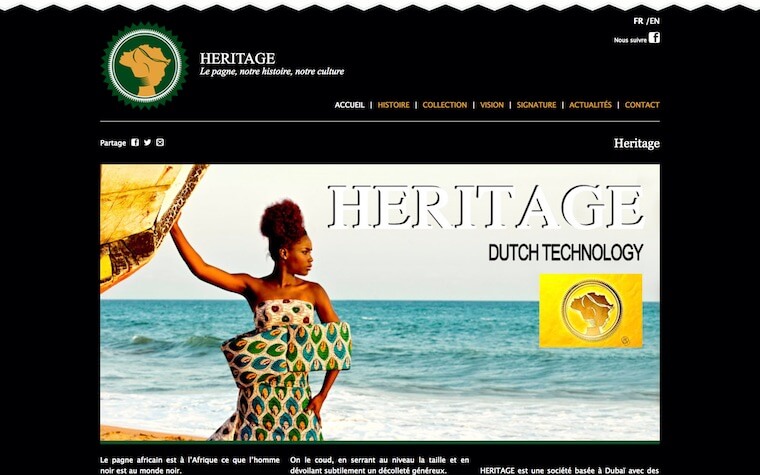 FR /EN
Nous suivre
HERITAGE
Le pagne, notre histoire, notre culture
ACCUEIL | HISTOIRE | COLLECTION | VISION | SIGNATURE | ACTUALITÉS | CONTACT
Partage
Heritage
HERITAGE
DUTCH TECHNOLOGY
Le pagne africain est à l'Afrique ce que l'homme
noir est au monde noir.
On le coud, en serrant au niveau la taille et en
dévoilant subtilement un décolleté généreux.
HERITAGE est une société basée à Dubaï avec des